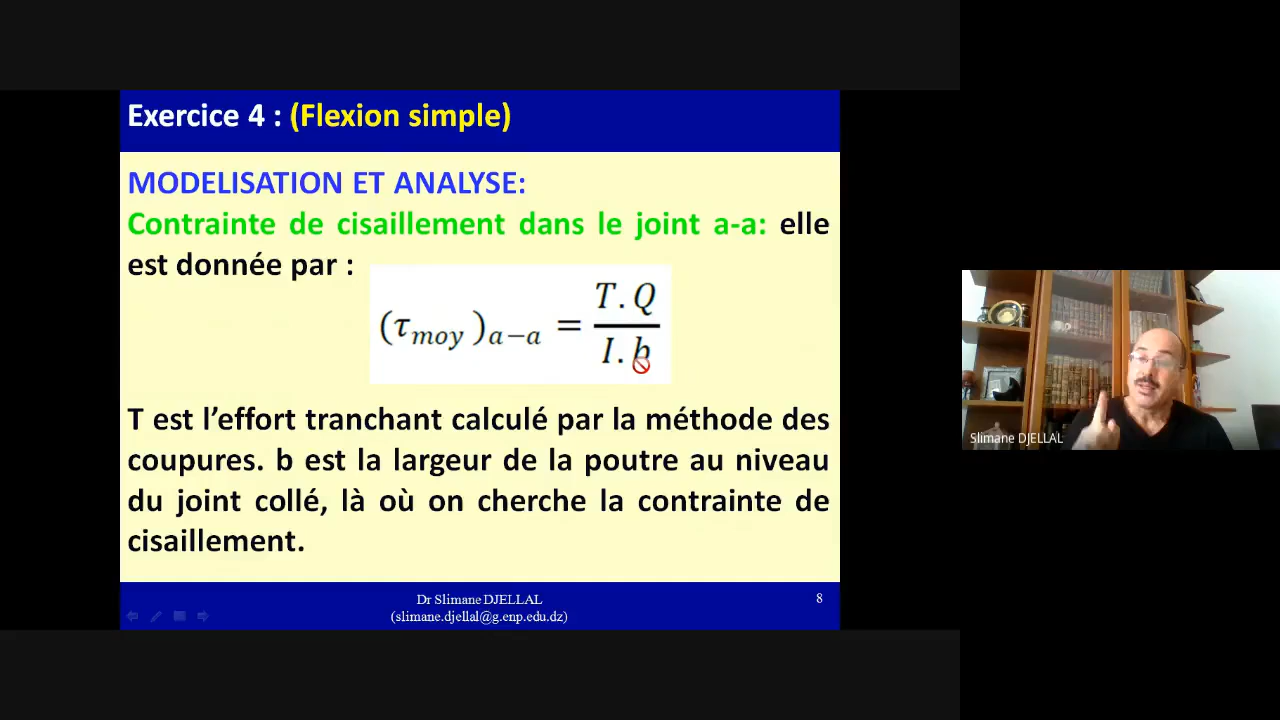 Exercice 4 : (Flexion simple)
MODELISATION ET ANALYSE:
Contrainte de cisaillement dans le joint a-a: elle
est donnée par :
(τ_moy)_a−a = T.Q / I.b
T est l’effort tranchant calculé par la méthode des
coupures. b est la largeur de la poutre au niveau
du joint collé, là où on cherche la contrainte de
cisaillement.
Dr Slimane DJELLAL
(slimane.djellal@g.enp.edu.dz)
8
Slimane DJELLAL